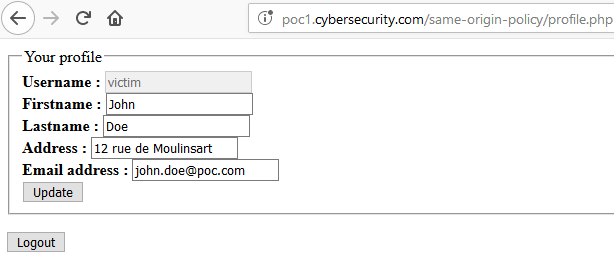 poc1.cybersecurity.com/same-origin-policy/profile.php
Your profile
Username : victim
Firstname : John
Lastname : Doe
Address : 12 rue de Moulinsart
Email address : john.doe@poc.com
Update
Logout